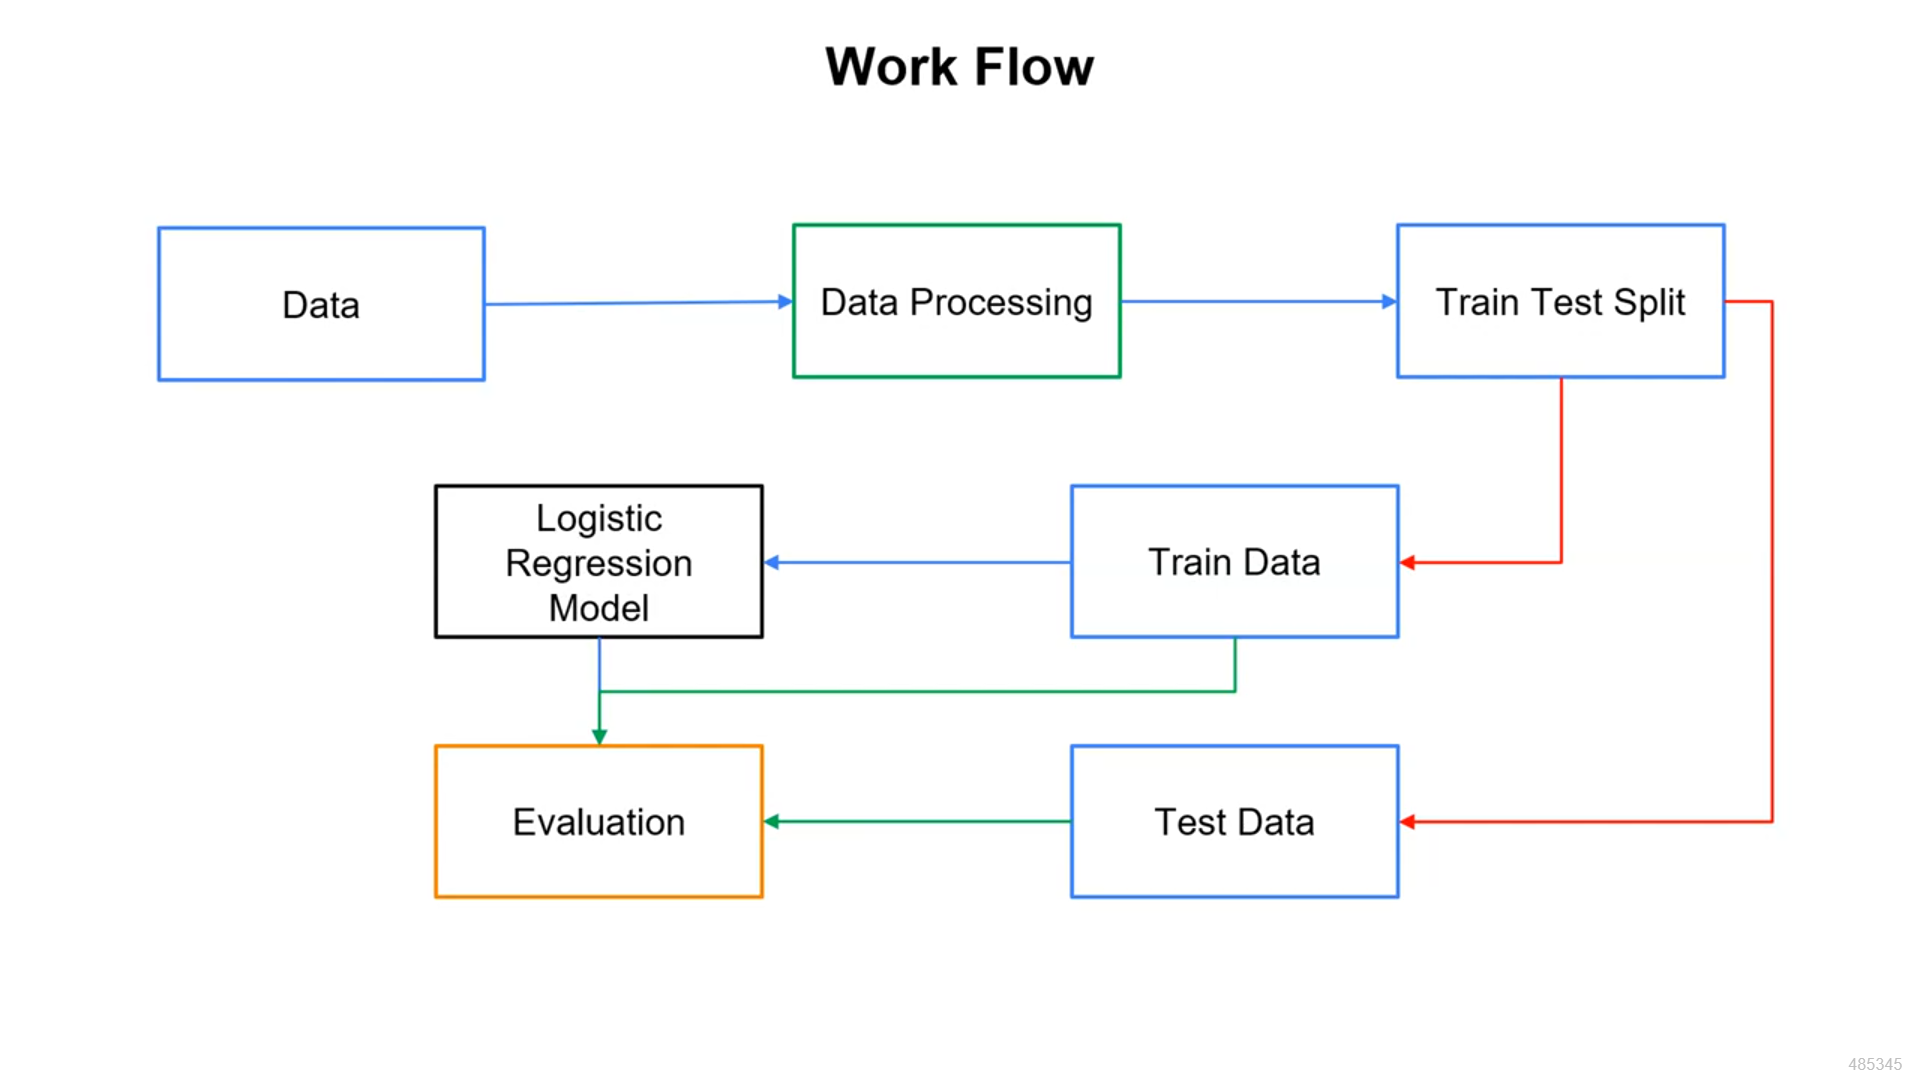 Work Flow
Data
Data Processing
Train Test Split
Logistic
Regression
Model
Train Data
Evaluation
Test Data
485345